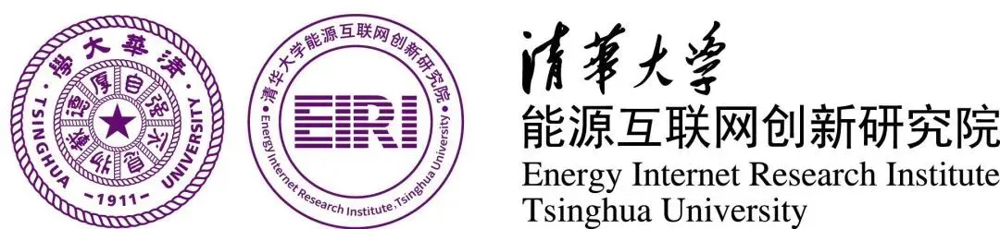 清華大學
自强不息
厚德載物
TSINGHUA UNIVERSITY
-1911-
清华大学能源互联网创新研究院
EIRI
Energy Internet Research Institute, Tsinghua University
清華大学
能源互联网创新研究院
Energy Internet Research Institute
Tsinghua University